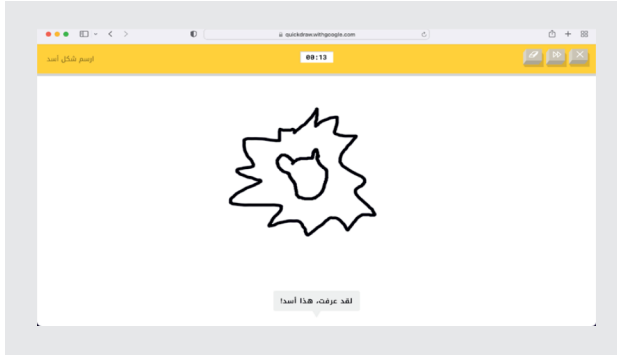 quickdraw.withgoogle.com
ارسم شكل أسد
00:13
لقد عرفت، هذا أسد!